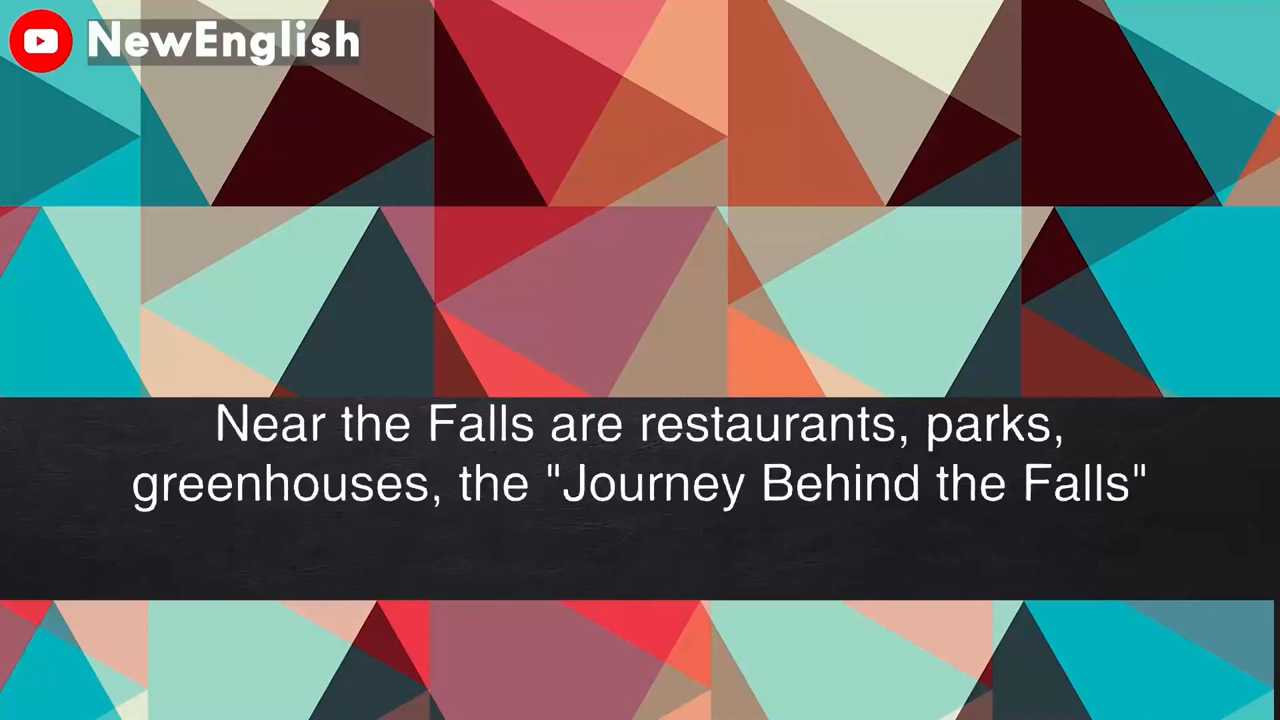 NewEnglish
Near the Falls are restaurants, parks,
greenhouses, the "Journey Behind the Falls"